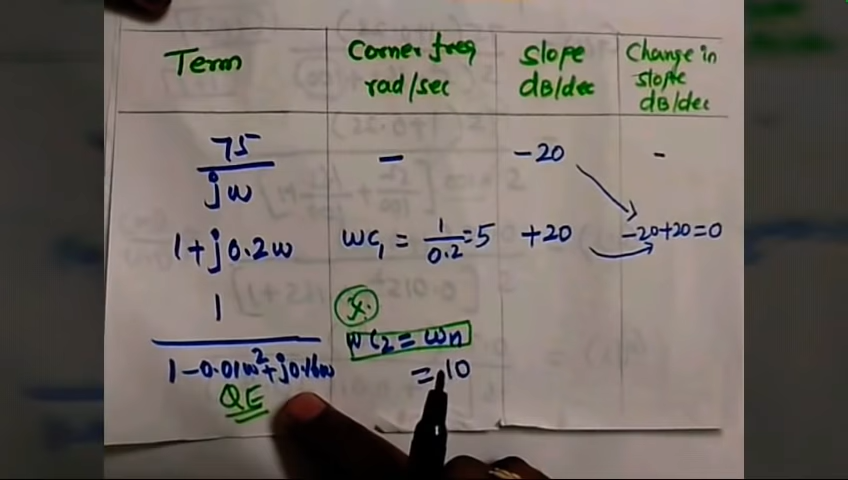 Term Corner freq rad/sec slope dB/dec Change in slope dB/dec
75/jω - -20 -
1+j0.2ω ωc₁ = 1/0.2 = 5 +20 -20+20=0
1/(1-0.01ω²+j0.16ω) ωc₂ = ωn
QE = 10